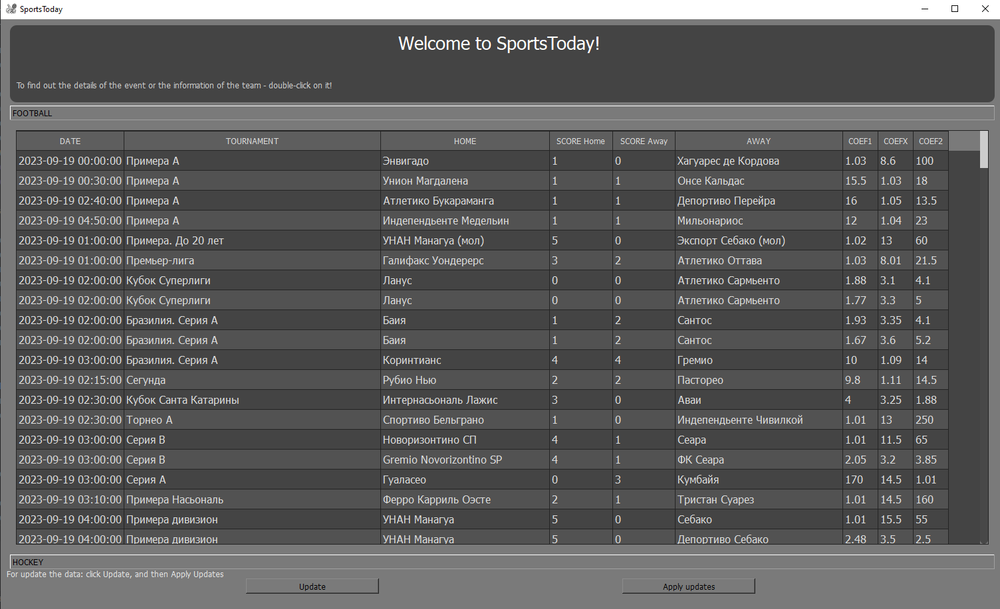 SportsToday
Welcome to SportsToday!
To find out the details of the event or the information of the team - double-click on it!
FOOTBALL
DATE TOURNAMENT HOME SCORE Home SCORE Away AWAY COEF1 COEFX COEF2
2023-09-19 00:00:00 Примера А Энвигадо 1 0 Хагуарес де Кордова 1.03 8.6 100
2023-09-19 00:30:00 Примера А Унион Магдалена 1 1 Онсе Кальдас 15.5 1.03 18
2023-09-19 02:40:00 Примера А Атлетико Букараманга 1 1 Депортиво Перейра 16 1.05 13.5
2023-09-19 04:50:00 Примера А Индепендьенте Медельин 1 1 Мильонариос 12 1.04 23
2023-09-19 01:00:00 Примера. До 20 лет УНАН Манагуа (мол) 5 0 Экспорт Себако (мол) 1.02 13 60
2023-09-19 01:00:00 Премьер-лига Галифакс Уондерерс 3 2 Атлетико Оттава 1.03 8.01 21.5
2023-09-19 02:00:00 Кубок Суперлиги Ланус 0 0 Атлетико Сармьенто 1.88 3.1 4.1
2023-09-19 02:00:00 Кубок Суперлиги Ланус 0 0 Атлетико Сармьенто 1.77 3.3 5
2023-09-19 02:00:00 Бразилия. Серия А Баия 1 2 Сантос 1.93 3.35 4.1
2023-09-19 02:00:00 Бразилия. Серия А Баия 1 2 Сантос 1.67 3.6 5.2
2023-09-19 03:00:00 Бразилия. Серия А Коринтианс 4 4 Гремио 10 1.09 14
2023-09-19 02:15:00 Сегунда Рубио Нью 2 2 Пасторео 9.8 1.11 14.5
2023-09-19 02:30:00 Кубок Санта Катарины Интернасьональ Лажис 3 0 Аваи 4 3.25 1.88
2023-09-19 02:30:00 Торнео А Спортиво Бельграно 1 0 Индепендьенте Чивилкой 1.01 13 250
2023-09-19 03:00:00 Серия В Новоризонтино СП 4 1 Сеара 1.01 11.5 65
2023-09-19 03:00:00 Серия В Gremio Novorizontino SP 4 1 ФК Сеара 2.05 3.2 3.85
2023-09-19 03:00:00 Серия А Гуаласео 0 3 Кумбайя 170 14.5 1.01
2023-09-19 03:10:00 Примера Насьональ Ферро Карриль Оэсте 2 1 Тристан Суарез 1.01 14.5 160
2023-09-19 04:00:00 Примера дивизион УНАН Манагуа 5 0 Себако 1.01 15.5 55
2023-09-19 04:00:00 Примера дивизион УНАН Манагуа 5 0 Депортиво Себако 2.48 3.5 2.5
HOCKEY
For update the data: click Update, and then Apply Updates
Update Apply updates